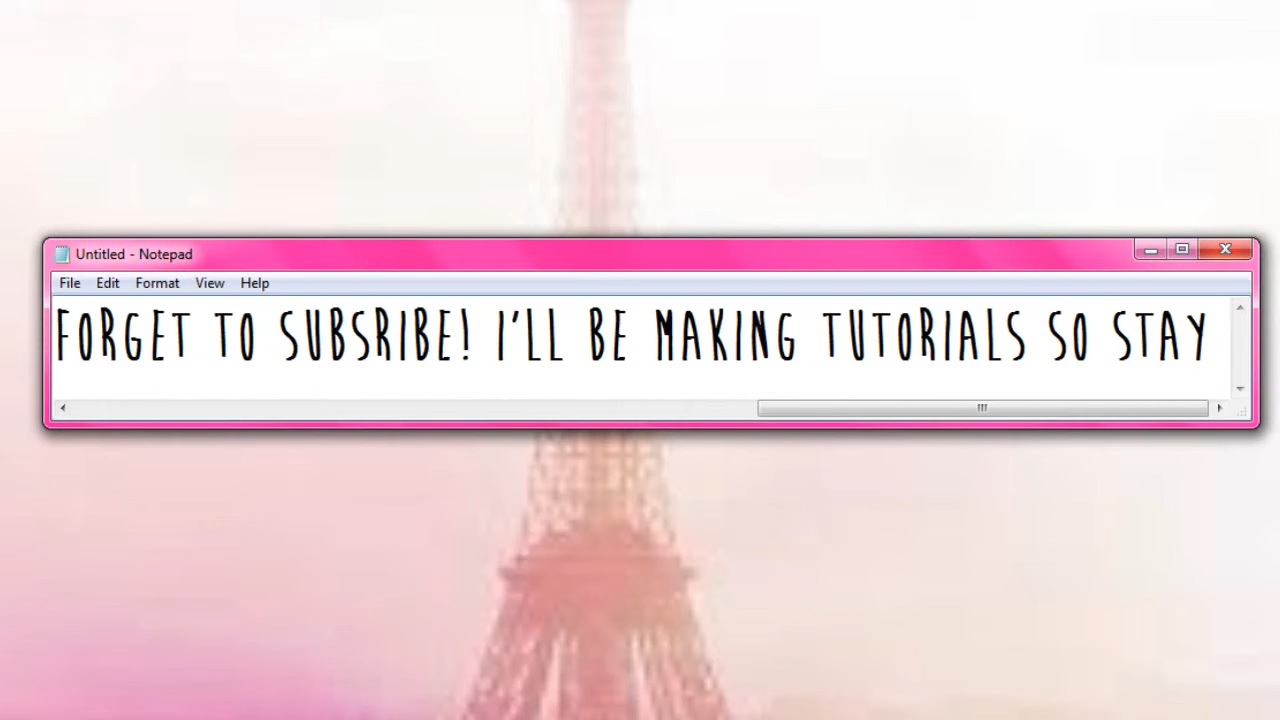 Untitled - Notepad
File Edit Format View Help
FORGET TO SUBSRIBE! I'LL BE MAKING TUTORIALS SO STAY